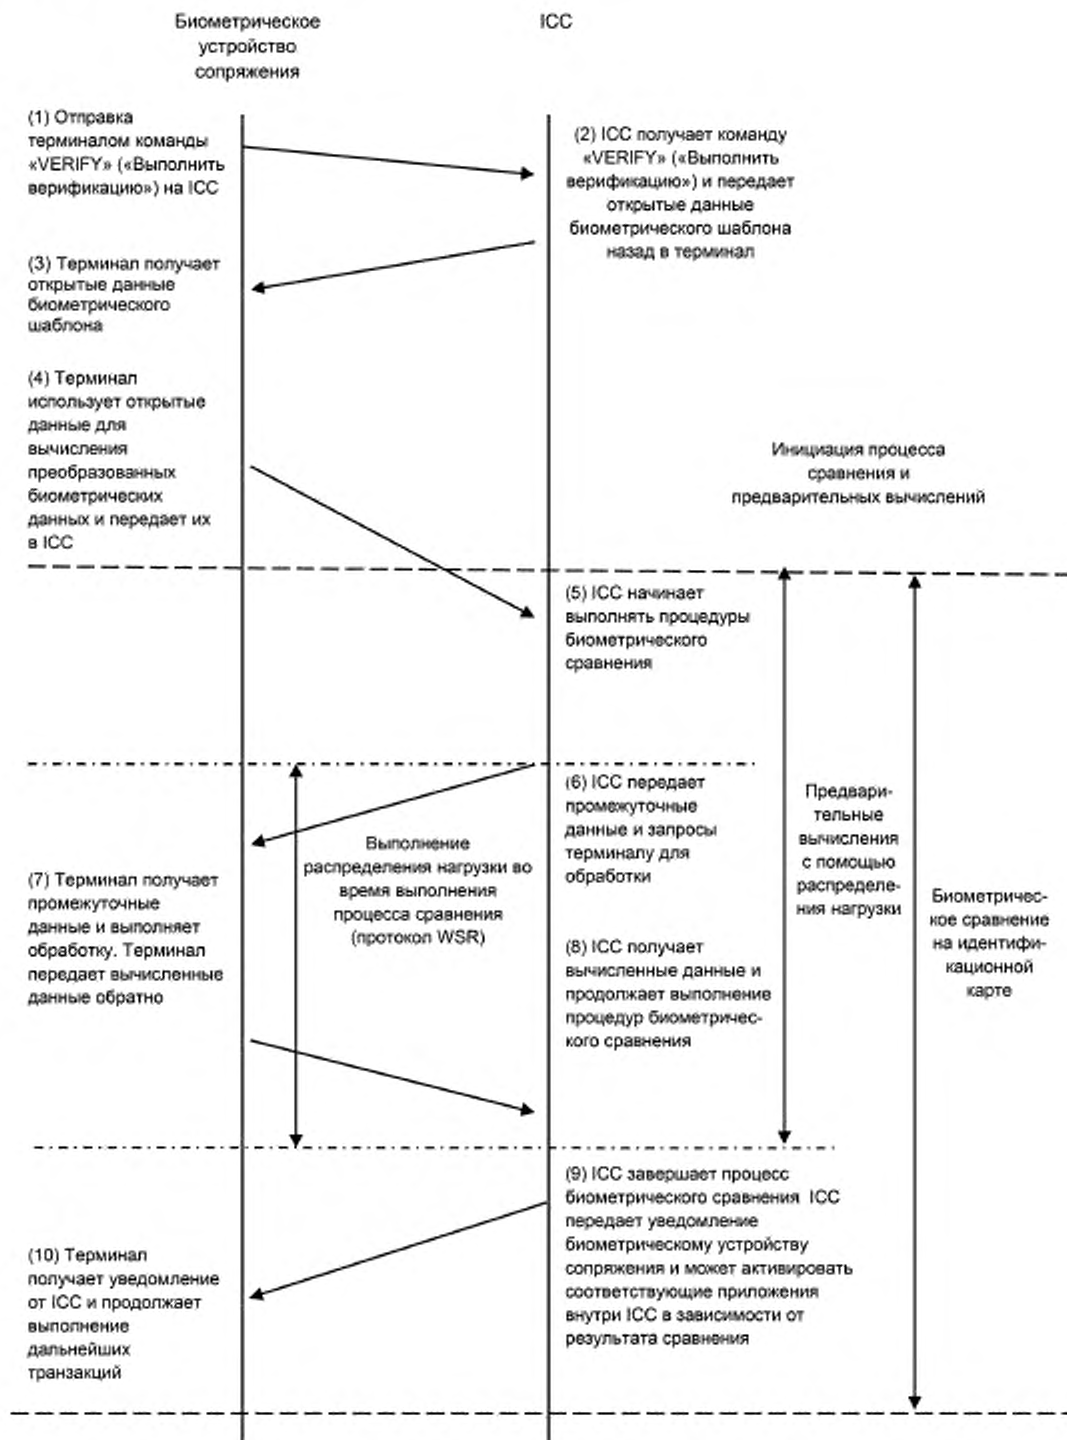 Биометрическое
устройство
сопряжения
ICC
(1) Отправка
терминалом команды
«VERIFY» («Выполнить
верификацию») на ICC
(2) ICC получает команду
«VERIFY» («Выполнить
верификацию») и передает
открытые данные
биометрического шаблона
назад в терминал
(3) Терминал получает
открытые данные
биометрического
шаблона
(4) Терминал
использует открытые
данные для
вычисления
преобразованных
биометрических
данных и передает их
в ICC
Инициация процесса
сравнения и
предварительных вычислений
(5) ICC начинает
выполнять процедуры
биометрического
сравнения
(6) ICC передает
промежуточные
данные и запросы
терминалу для
обработки
Предвари-
тельные
вычисления
с помощью
распределе-
ния нагрузки
Биометричес-
кое сравнение
на идентифи-
кационной
карте
Выполнение
распределения нагрузки во
время выполнения
процесса сравнения
(протокол WSR)
(7) Терминал получает
промежуточные
данные и выполняет
обработку. Терминал
передает вычисленные
данные обратно
(8) ICC получает
вычисленные данные и
продолжает выполнение
процедур биометричес-
кого сравнения
(9) ICC завершает процесс
биометрического сравнения ICC
передает уведомление
биометрическому устройству
сопряжения и может активировать
соответствующие приложения
внутри ICC в зависимости от
результата сравнения
(10) Терминал
получает уведомление
от ICC и продолжает
выполнение
дальнейших
транзакций